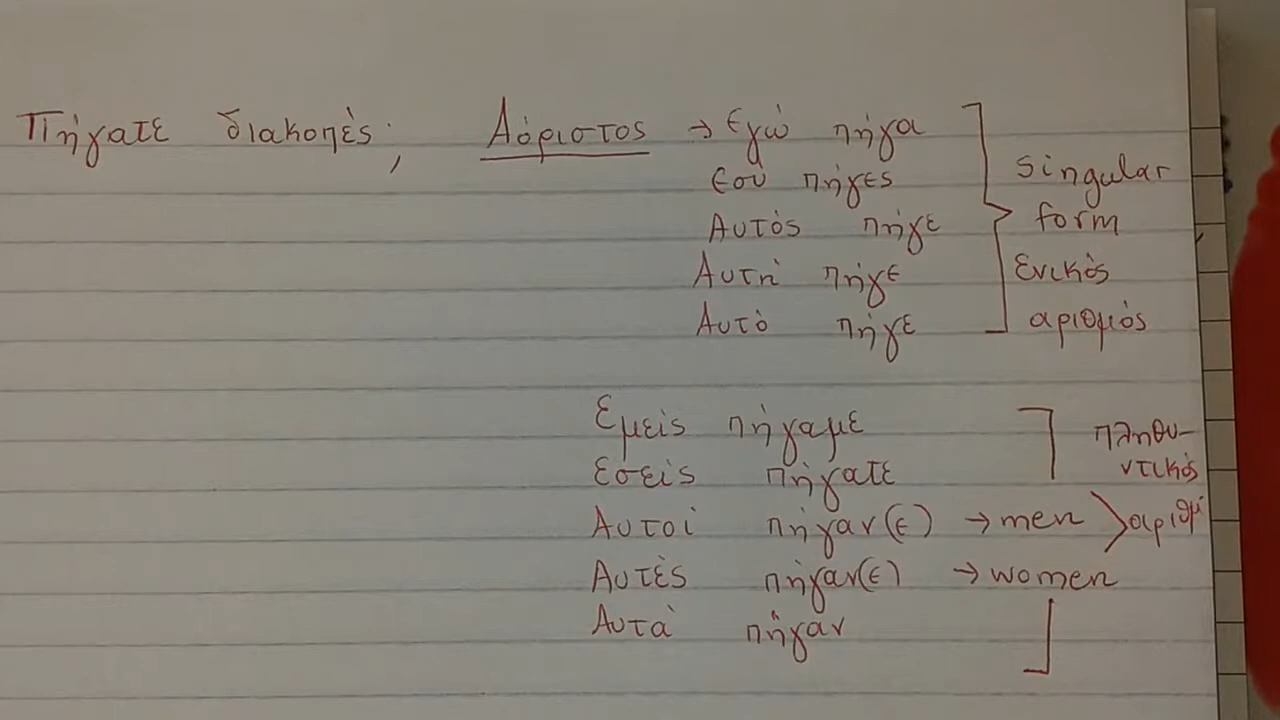 Πήγατε διακοπές; Αόριστος → Εγώ πήγα
Εσύ πήγες
Αυτός πήγε
Αυτή πήγε
Αυτό πήγε
singular
form
Ενικός
αριθμός
Εμείς πήγαμε
Εσείς πήγατε
Αυτοί πήγαν(ε) → men
Αυτές πήγαν(ε) → women
Αυτά πήγαν
πληθυ-
ντικός
αριθμ